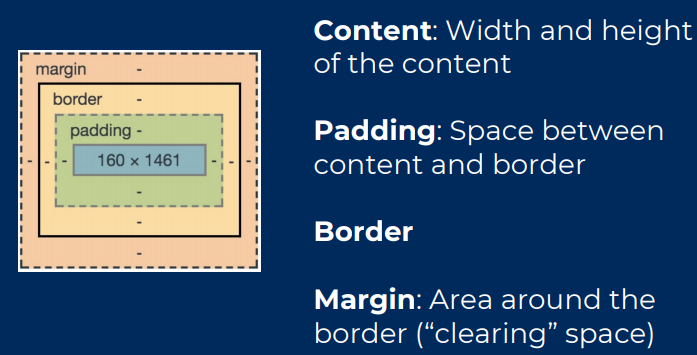 margin -
border -
padding -
- - - 160 × 1461 - - -
-
-
-
Content: Width and height
of the content
Padding: Space between
content and border
Border
Margin: Area around the
border (“clearing” space)